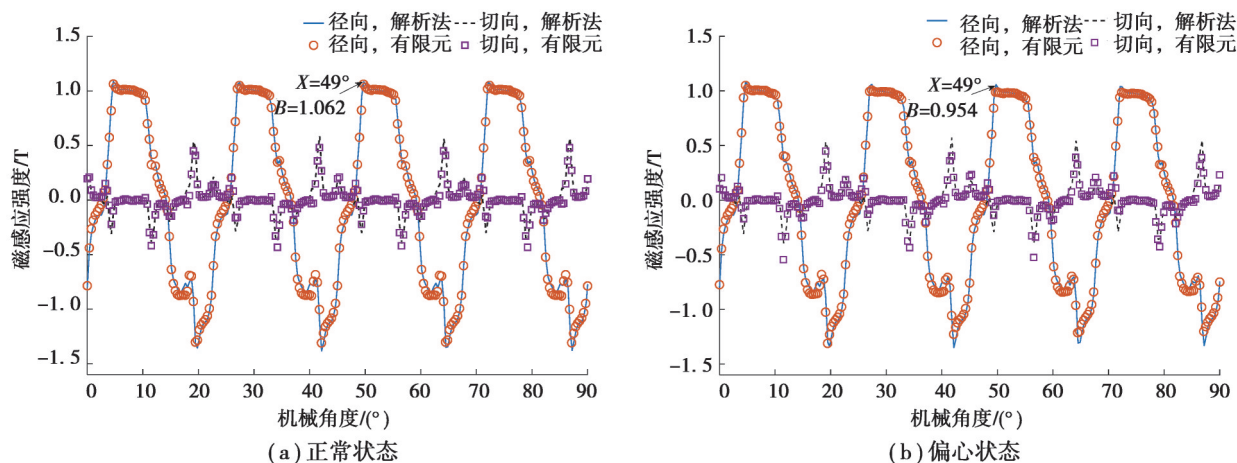 径向，解析法 切向，解析法
径向，有限元 切向，有限元
1.5
1.0
0.5
0.0
−0.5
−1.0
−1.5
磁感应强度/T
X=49°
B=1.062
0 10 20 30 40 50 60 70 80 90
机械角度/(°)
(a)正常状态
径向，解析法 切向，解析法
径向，有限元 切向，有限元
1.5
1.0
0.5
0.0
−0.5
−1.0
−1.5
磁感应强度/T
X=49°
B=0.954
0 10 20 30 40 50 60 70 80 90
机械角度/(°)
(b)偏心状态